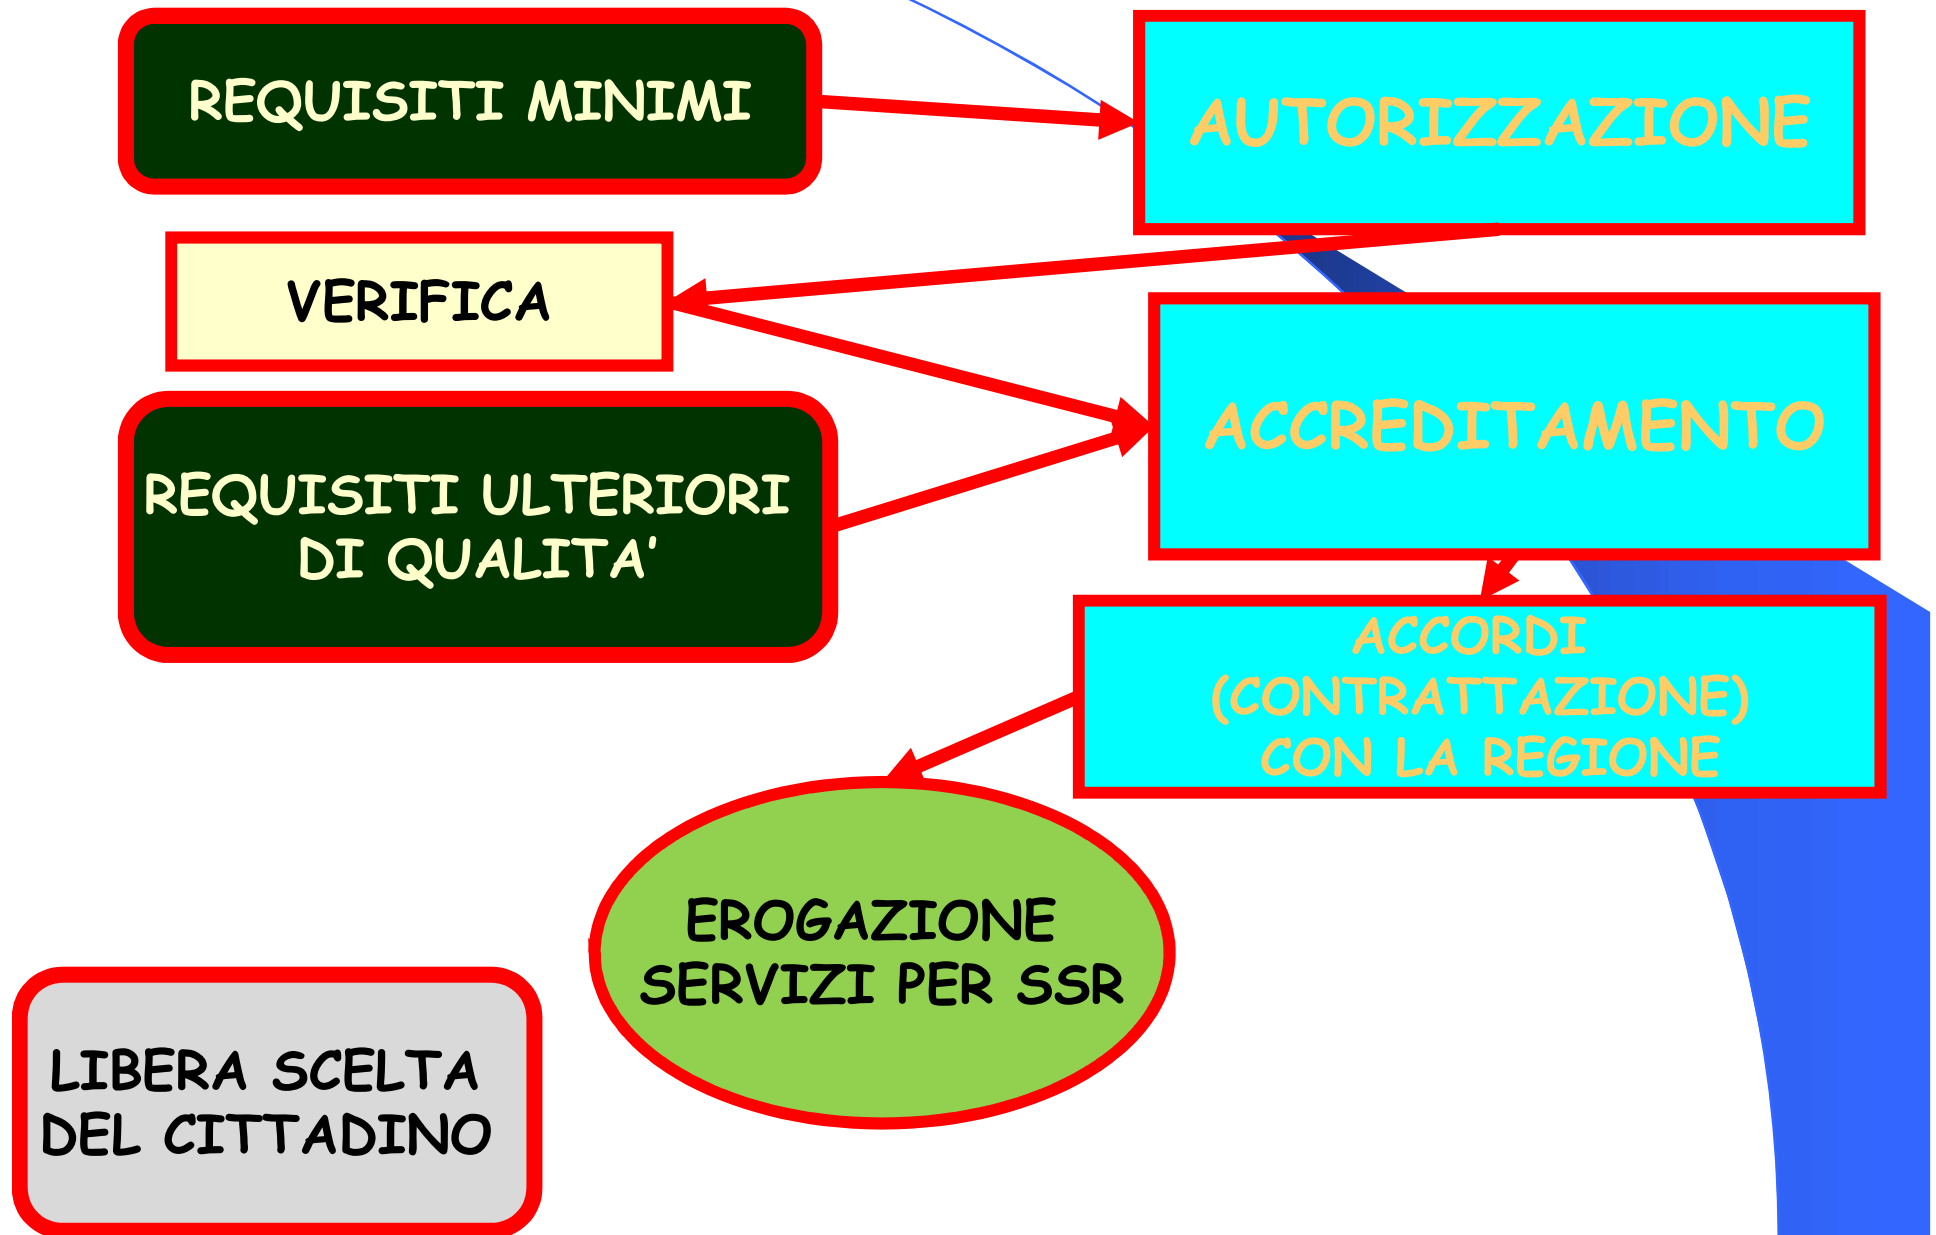 REQUISITI MINIMI
AUTORIZZAZIONE
VERIFICA
ACCREDITAMENTO
REQUISITI ULTERIORI
DI QUALITA’
ACCORDI
(CONTRATTAZIONE)
CON LA REGIONE
EROGAZIONE
SERVIZI PER SSR
LIBERA SCELTA
DEL CITTADINO